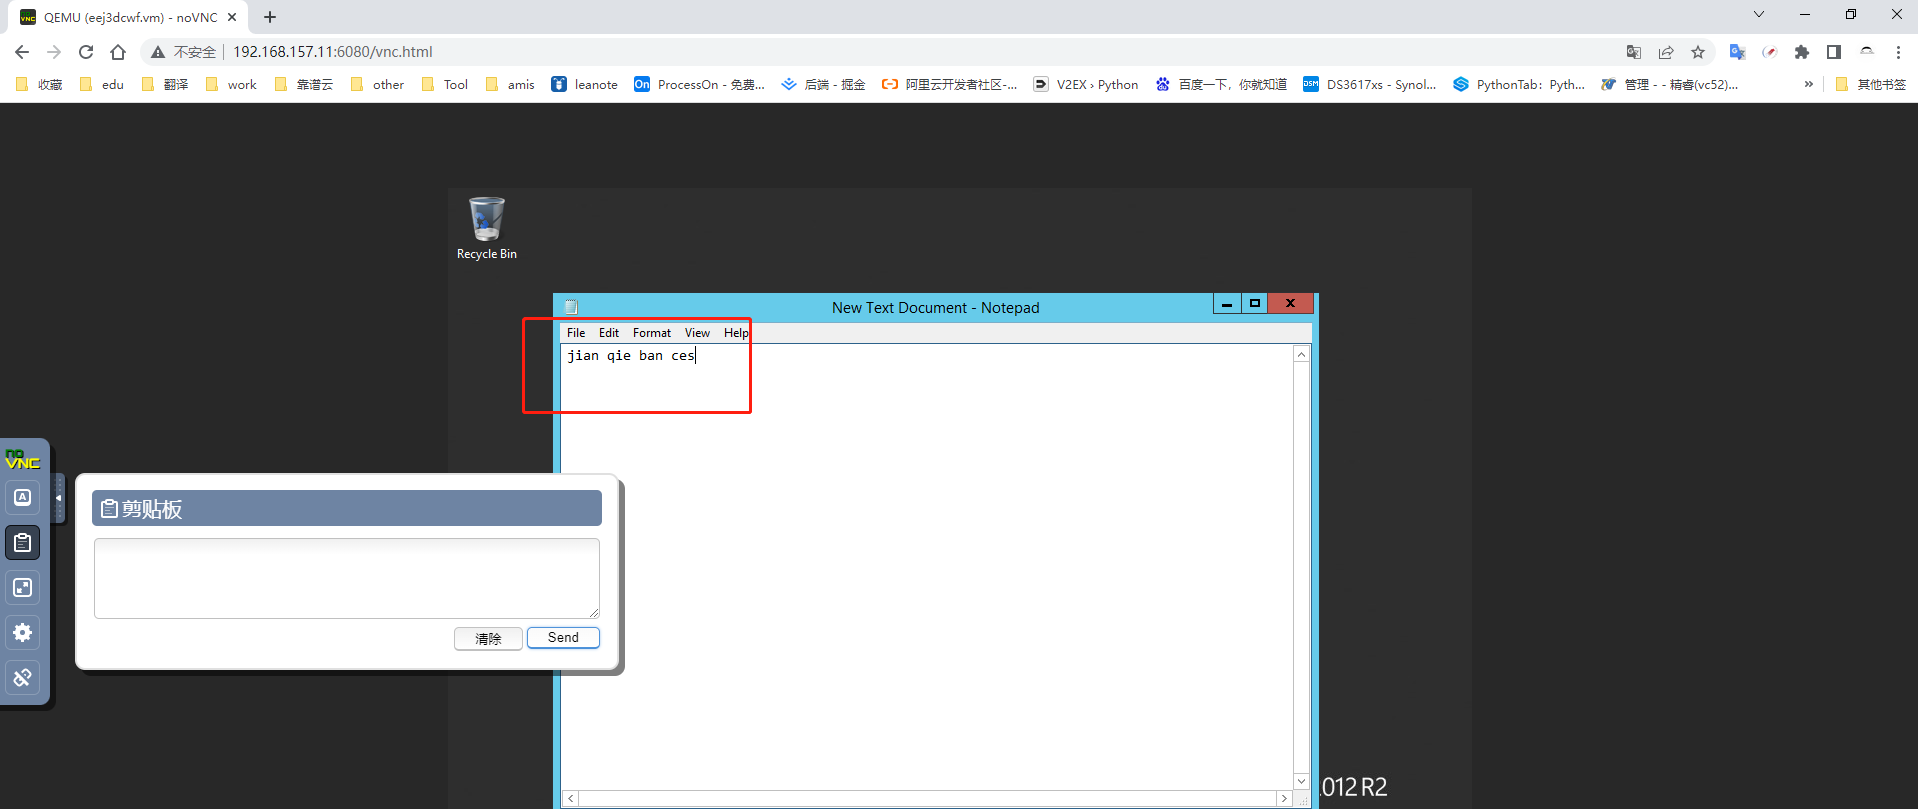 QEMU (eej3dcwf.vm) - noVNC
不安全 192.168.157.11:6080/vnc.html
收藏 edu 翻译 work 靠谱云 other Tool amis leanote On ProcessOn - 免费... 后端 - 掘金 阿里云开发者社区-... V2EX › Python 百度一下，你就知道 DSM DS3617xs - Synol... PythonTab：Pyth... 管理 - - 精睿(vc52)... » 其他书签
Recycle Bin
New Text Document - Notepad
File Edit Format View Help
jian qie ban ces
no
VNC
A
剪贴板
清除 Send
012 R2